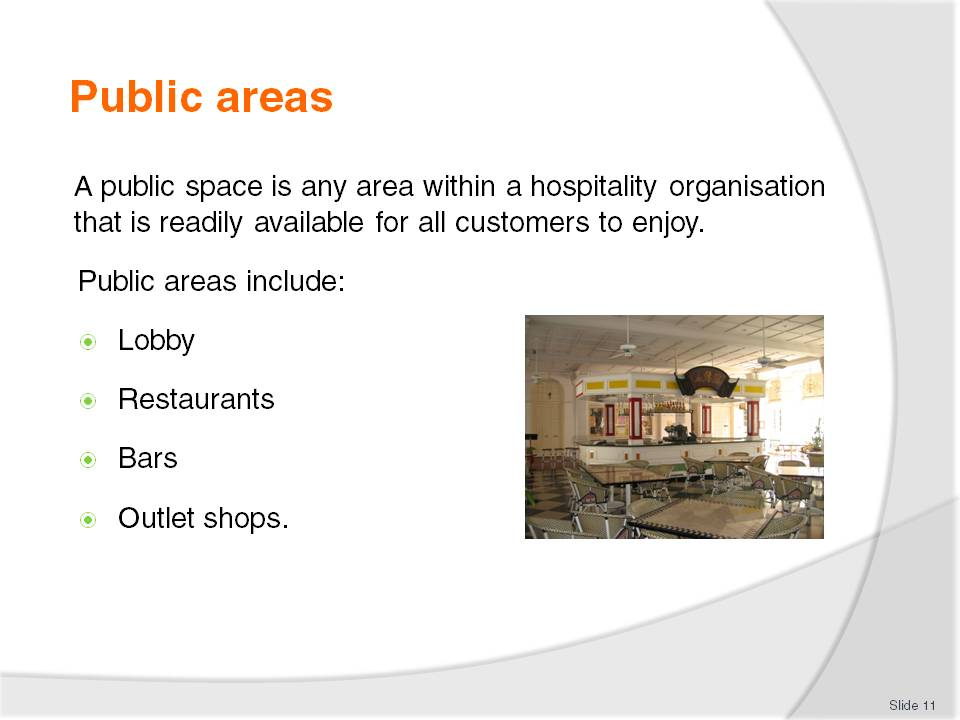 Public areas
A public space is any area within a hospitality organisation
that is readily available for all customers to enjoy.
Public areas include:
Lobby
Restaurants
Bars
Outlet shops.
Slide 11